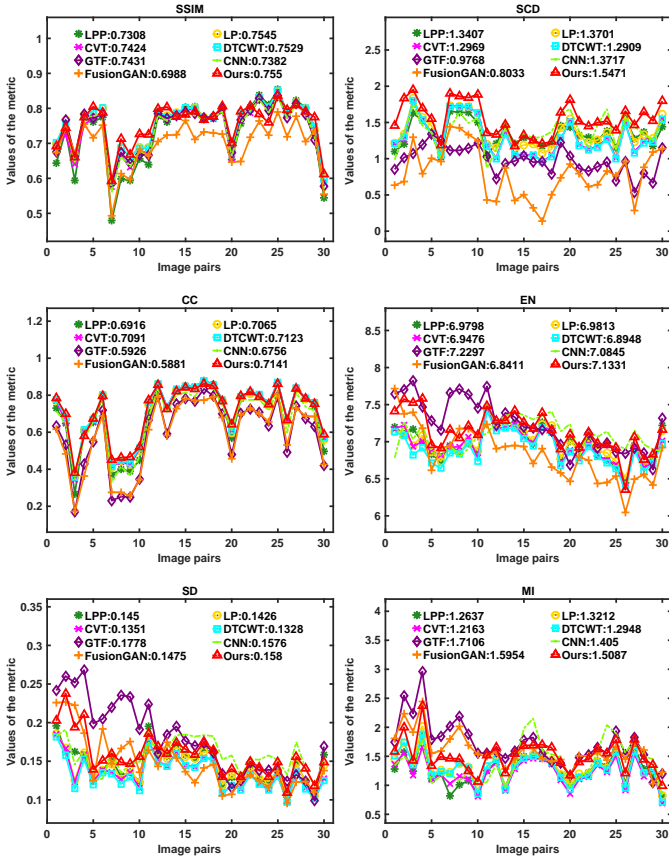 SSIM
LPP:0.7308 LP:0.7545
CVT:0.7424 DTCWT:0.7529
GTF:0.7431 CNN:0.7382
FusionGAN:0.6988 Ours:0.755
1
0.9
0.8
0.7
0.6
0.5
Values of the metric
0 5 10 15 20 25 30
Image pairs
SCD
LPP:1.3407 LP:1.3701
CVT:1.2969 DTCWT:1.2909
GTF:0.9768 CNN:1.3717
FusionGAN:0.8033 Ours:1.5471
2.5
2
1.5
1
0.5
0
Values of the metric
0 5 10 15 20 25 30
Image pairs
CC
LPP:0.6916 LP:0.7065
CVT:0.7091 DTCWT:0.7123
GTF:0.5926 CNN:0.6756
FusionGAN:0.5881 Ours:0.7141
1.2
1
0.8
0.6
0.4
0.2
Values of the metric
0 5 10 15 20 25 30
Image pairs
EN
LPP:6.9798 LP:6.9813
CVT:6.9476 DTCWT:6.8948
GTF:7.2297 CNN:7.0845
FusionGAN:6.8411 Ours:7.1331
8.5
8
7.5
7
6.5
6
Values of the metric
0 5 10 15 20 25 30
Image pairs
SD
LPP:0.145 LP:0.1426
CVT:0.1351 DTCWT:0.1328
GTF:0.1778 CNN:0.1576
FusionGAN:0.1475 Ours:0.158
0.35
0.3
0.25
0.2
0.15
0.1
Values of the metric
0 5 10 15 20 25 30
Image pairs
MI
LPP:1.2637 LP:1.3212
CVT:1.2163 DTCWT:1.2948
GTF:1.7106 CNN:1.405
FusionGAN:1.5954 Ours:1.5087
4
3.5
3
2.5
2
1.5
1
0.5
Values of the metric
0 5 10 15 20 25 30
Image pairs